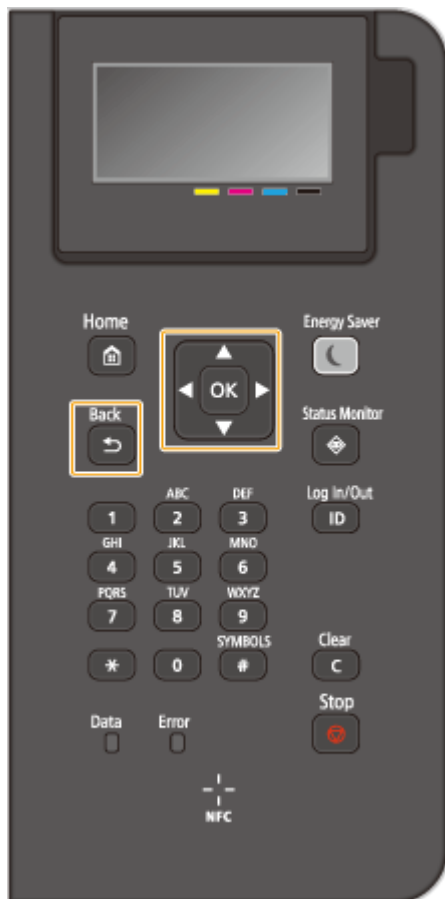 Home
Energy Saver
OK
Back
Status Monitor
ABC DEF Log In/Out
1 2 3 ID
GHI JKL MNO
4 5 6
PQRS TUV WXYZ
7 8 9
SYMBOLS Clear
* 0 # C
Stop
Data Error
NFC